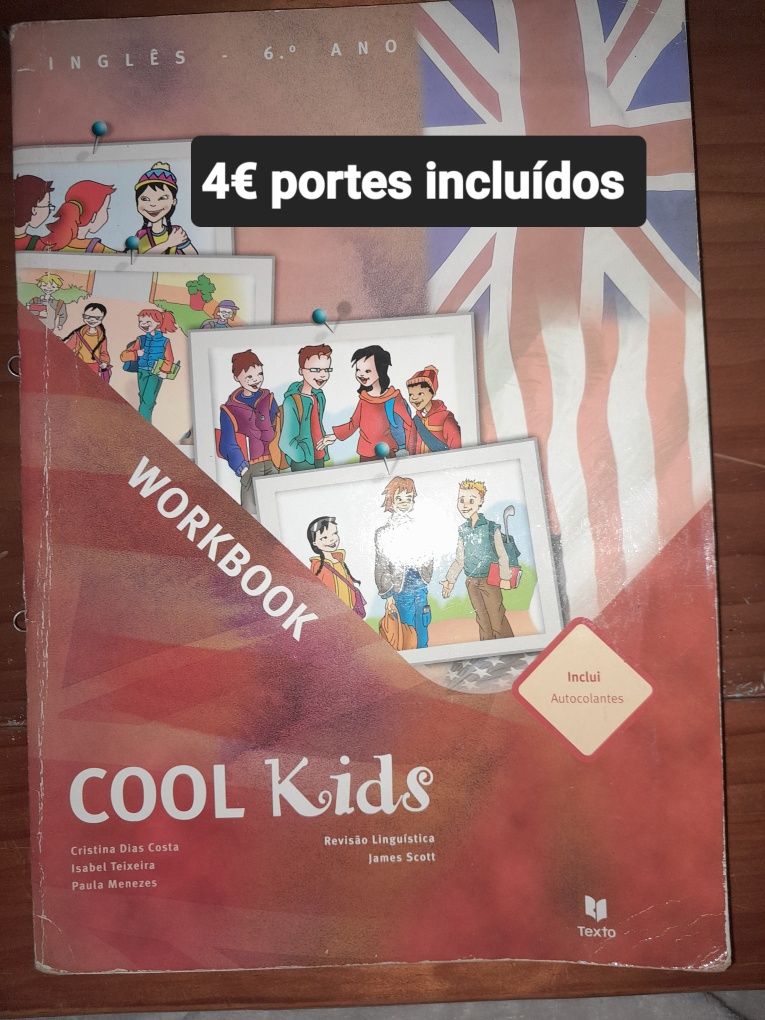 INGLÊS - 6.º ANO
4€ portes incluídos
WORKBOOK
Inclui
Autocolantes
COOL Kids
Cristina Dias Costa
Isabel Teixeira
Paula Menezes
Revisão Linguística
James Scott
Texto